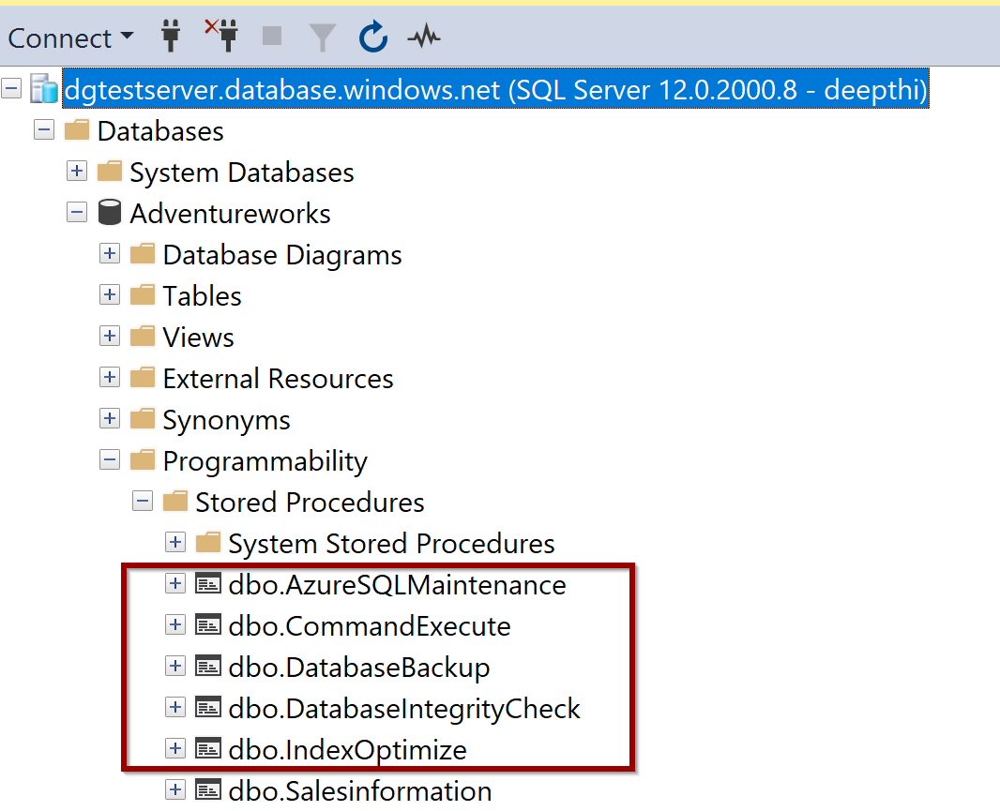 Connect
dgtestserver.database.windows.net (SQL Server 12.0.2000.8 - deepthi)
Databases
System Databases
Adventureworks
Database Diagrams
Tables
Views
External Resources
Synonyms
Programmability
Stored Procedures
System Stored Procedures
dbo.AzureSQLMaintenance
dbo.CommandExecute
dbo.DatabaseBackup
dbo.DatabaseIntegrityCheck
dbo.IndexOptimize
dbo.Salesinformation